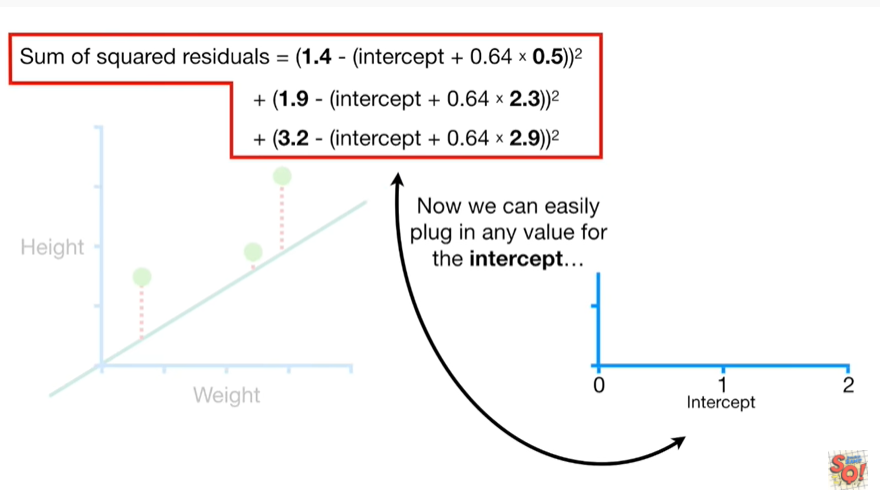 Sum of squared residuals = (1.4 - (intercept + 0.64 × 0.5))²
+ (1.9 - (intercept + 0.64 × 2.3))²
+ (3.2 - (intercept + 0.64 × 2.9))²
Now we can easily
plug in any value for
the intercept…
Height
Weight
0
1
2
Intercept
SQ!